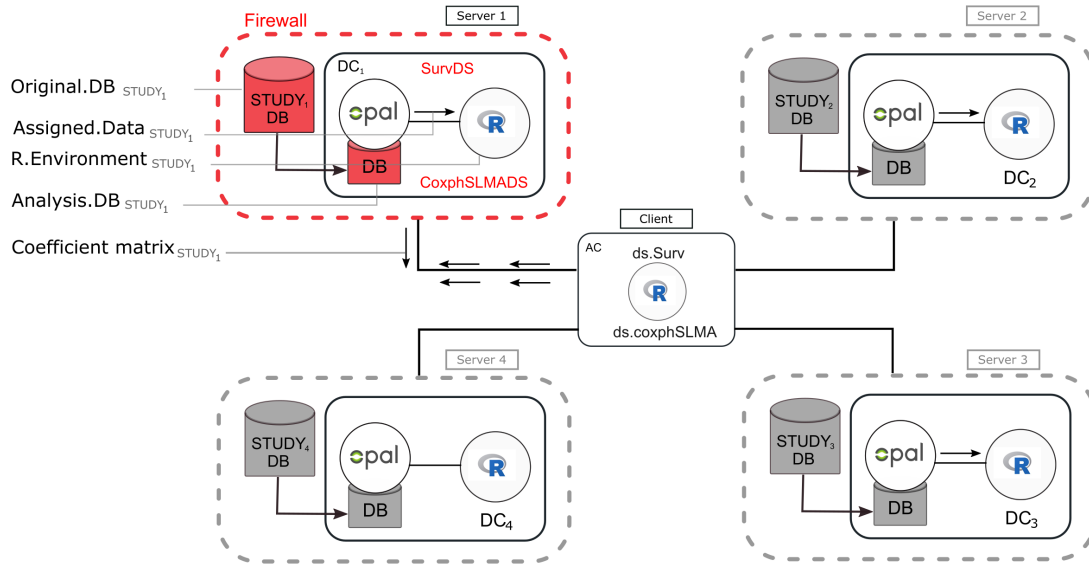 Server 1
Firewall
DC1
SurvDS
STUDY1
DB
opal
R
DB
CoxphSLMADS
Original.DB STUDY1
Assigned.Data STUDY1
R.Environment STUDY1
Analysis.DB STUDY1
Coefficient matrix STUDY1
Server 2
STUDY2
DB
opal
R
DB
DC2
Client
AC
ds.Surv
R
ds.coxphSLMA
Server 4
STUDY4
DB
opal
R
DB
DC4
Server 3
STUDY3
DB
opal
R
DB
DC3